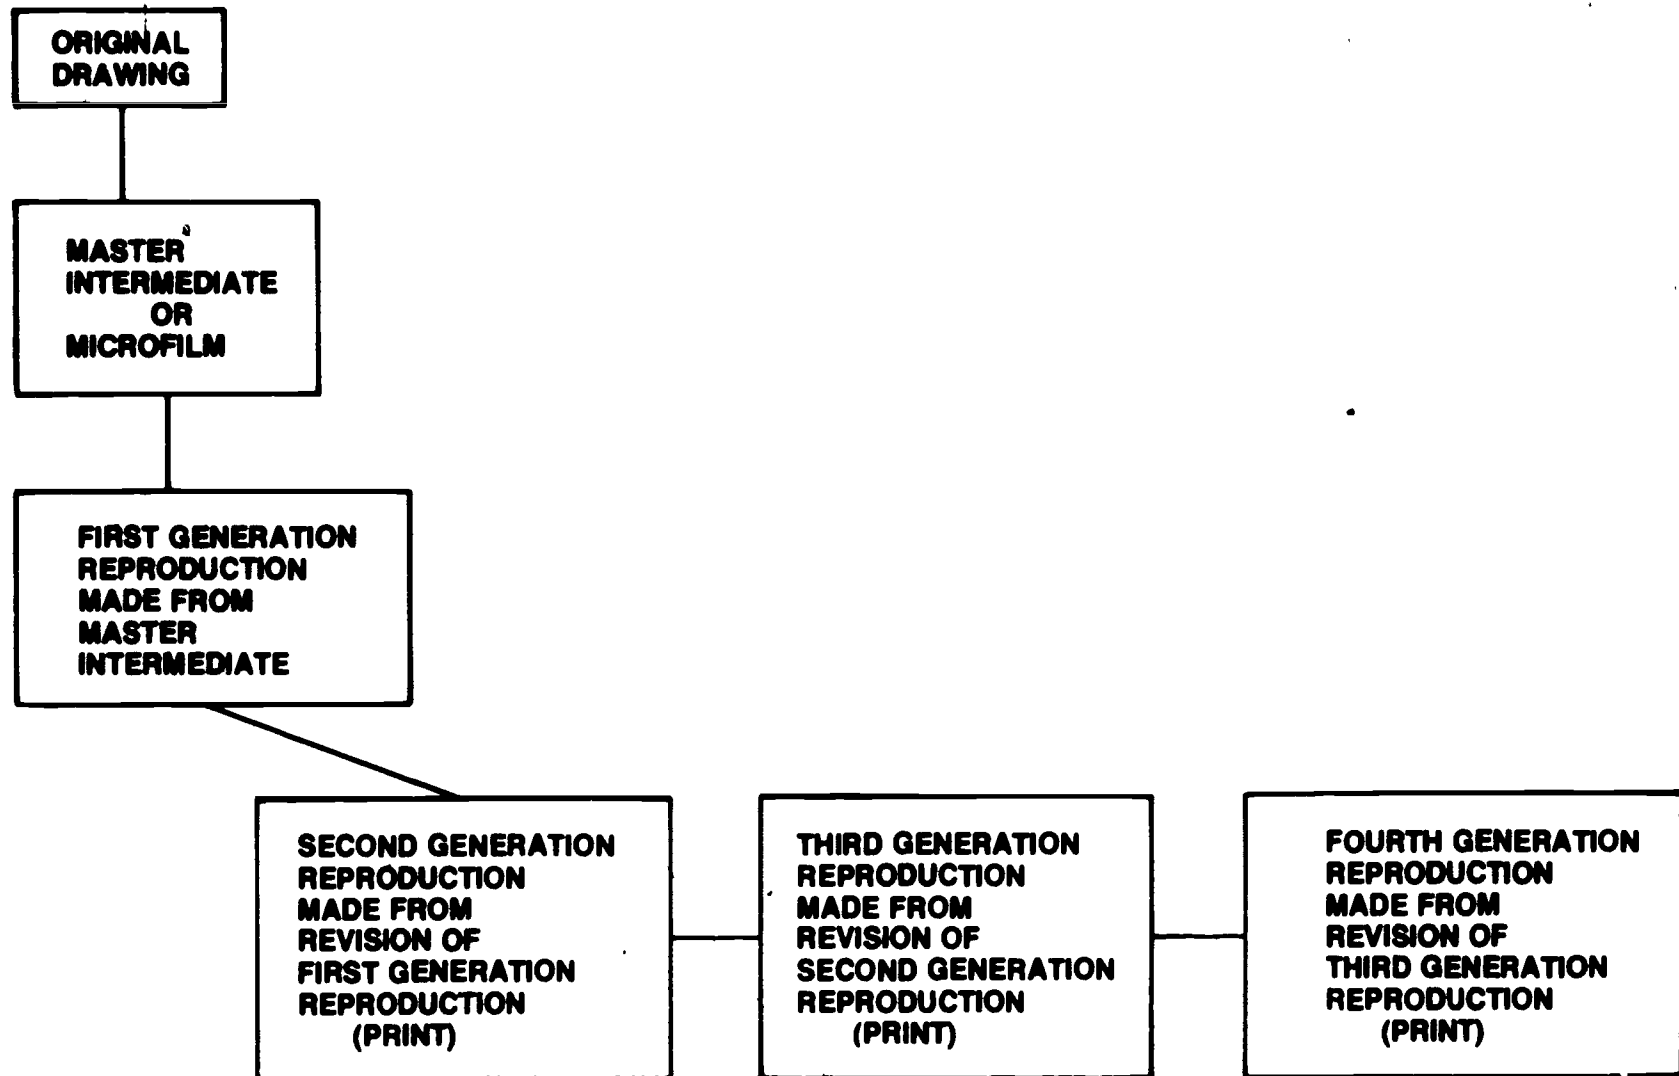 ORIGINAL
DRAWING
MASTER
INTERMEDIATE
OR
MICROFILM
FIRST GENERATION
REPRODUCTION
MADE FROM
MASTER
INTERMEDIATE
SECOND GENERATION
REPRODUCTION
MADE FROM
REVISION OF
FIRST GENERATION
REPRODUCTION
(PRINT)
THIRD GENERATION
REPRODUCTION
MADE FROM
REVISION OF
SECOND GENERATION
REPRODUCTION
(PRINT)
FOURTH GENERATION
REPRODUCTION
MADE FROM
REVISION OF
THIRD GENERATION
REPRODUCTION
(PRINT)